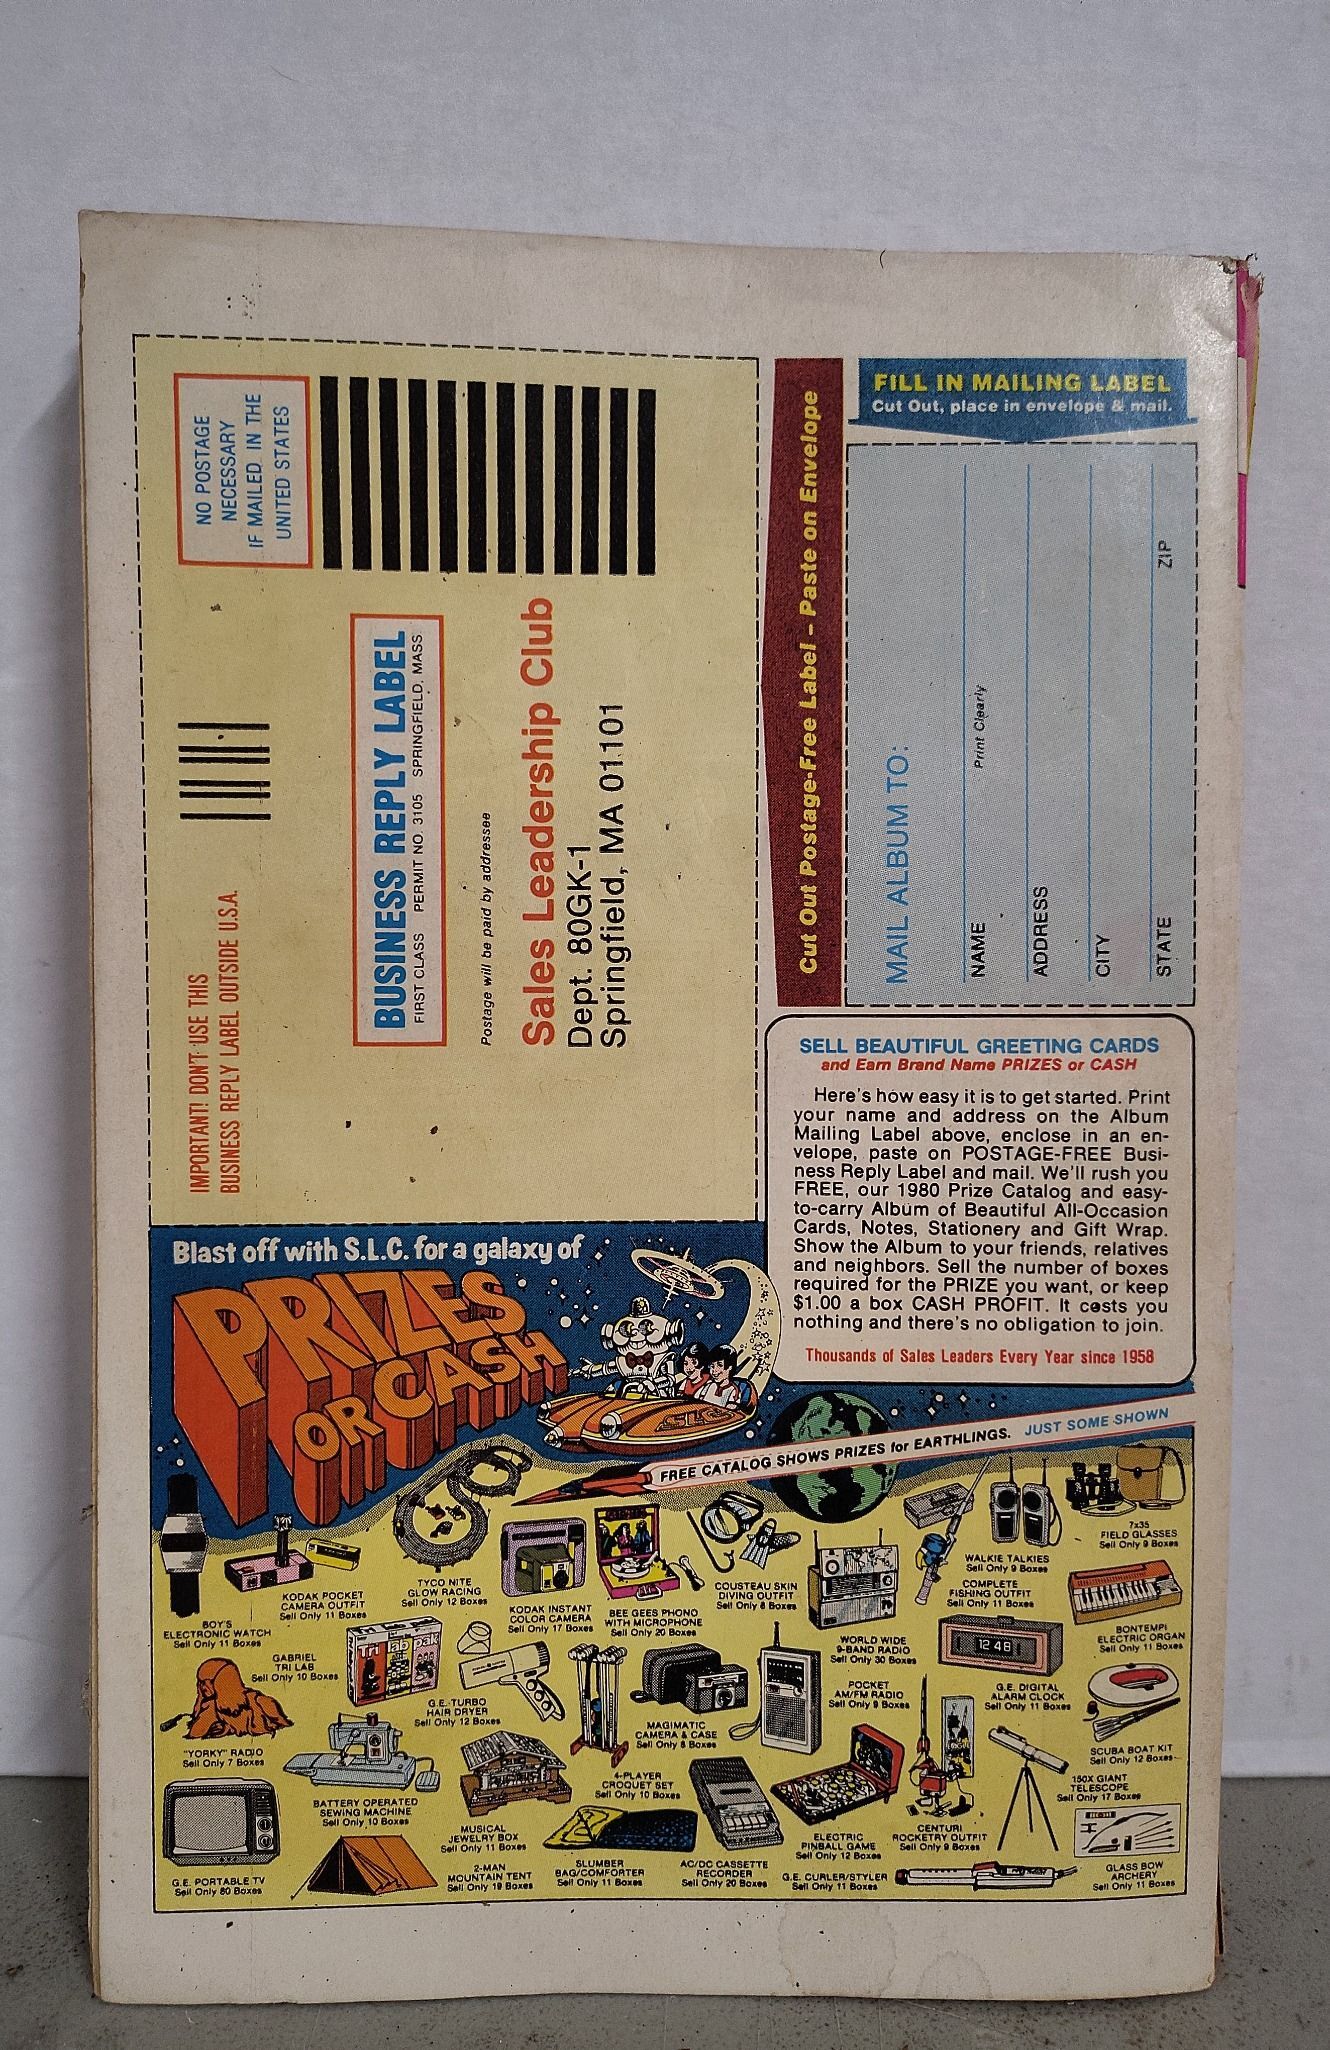 NO POSTAGE
NECESSARY
IF MAILED IN THE
UNITED STATES
IMPORTANT! DON'T USE THIS
BUSINESS REPLY LABEL OUTSIDE U.S.A.
BUSINESS REPLY LABEL
FIRST CLASS PERMIT NO. 3105 SPRINGFIELD, MASS
Postage will be paid by addressee
Sales Leadership Club
Dept. 80GK-1
Springfield, MA 01101
Cut Out Postage-Free Label - Paste on Envelope
FILL IN MAILING LABEL
Cut Out, place in envelope & mail.
MAIL ALBUM TO:
NAME
Print Clearly
ADDRESS
CITY
STATE ZIP
SELL BEAUTIFUL GREETING CARDS
and Earn Brand Name PRIZES or CASH
Here's how easy it is to get started. Print
your name and address on the Album
Mailing Label above, enclose in an en-
velope, paste on POSTAGE-FREE Busi-
ness Reply Label and mail. We'll rush you
FREE, our 1980 Prize Catalog and easy-
to-carry Album of Beautiful All-Occasion
Cards, Notes, Stationery and Gift Wrap.
Show the Album to your friends, relatives
and neighbors. Sell the number of boxes
required for the PRIZE you want, or keep
$1.00 a box CASH PROFIT. It costs you
nothing and there's no obligation to join.
Thousands of Sales Leaders Every Year since 1958
Blast off with S.L.C. for a galaxy of
PRIZES
OR CASH
SLC
FREE CATALOG SHOWS PRIZES for EARTHLINGS. JUST SOME SHOWN
BOY'S
ELECTRONIC WATCH
Sell Only 11 Boxes
KODAK POCKET
CAMERA OUTFIT
Sell Only 11 Boxes
TYCO NITE
GLOW RACING
Sell Only 12 Boxes
KODAK INSTANT
COLOR CAMERA
Sell Only 17 Boxes
BEE GEES PHONO
WITH MICROPHONE
Sell Only 20 Boxes
COUSTEAU SKIN
DIVING OUTFIT
Sell Only 8 Boxes
WORLD WIDE
9-BAND RADIO
Sell Only 30 Boxes
WALKIE TALKIES
Sell Only 9 Boxes
COMPLETE
FISHING OUTFIT
Sell Only 11 Boxes
7x35
FIELD GLASSES
Sell Only 9 Boxes
BONTEMPI
ELECTRIC ORGAN
Sell Only 11 Boxes
GABRIEL
TRI LAB
Sell Only 10 Boxes
Tri lab pak
G.E. TURBO
HAIR DRYER
Sell Only 12 Boxes
MAGIMATIC
CAMERA & CASE
Sell Only 8 Boxes
POCKET
AM/FM RADIO
Sell Only 9 Boxes
12 48
G.E. DIGITAL
ALARM CLOCK
Sell Only 11 Boxes
SCUBA BOAT KIT
Sell Only 12 Boxes
"YORKY" RADIO
Sell Only 7 Boxes
BATTERY OPERATED
SEWING MACHINE
Sell Only 10 Boxes
MUSICAL
JEWELRY BOX
Sell Only 11 Boxes
4-PLAYER
CROQUET SET
Sell Only 10 Boxes
ELECTRIC
PINBALL GAME
Sell Only 12 Boxes
CENTURI
ROCKETRY OUTFIT
Sell Only 9 Boxes
150X GIANT
TELESCOPE
Sell Only 17 Boxes
G.E. PORTABLE TV
Sell Only 80 Boxes
2-MAN
MOUNTAIN TENT
Sell Only 19 Boxes
SLUMBER
BAG/COMFORTER
Sell Only 11 Boxes
AC/DC CASSETTE
RECORDER
Sell Only 20 Boxes
G.E. CURLER/STYLER
Sell Only 11 Boxes
GLASS BOW
ARCHERY
Sell Only 11 Boxes